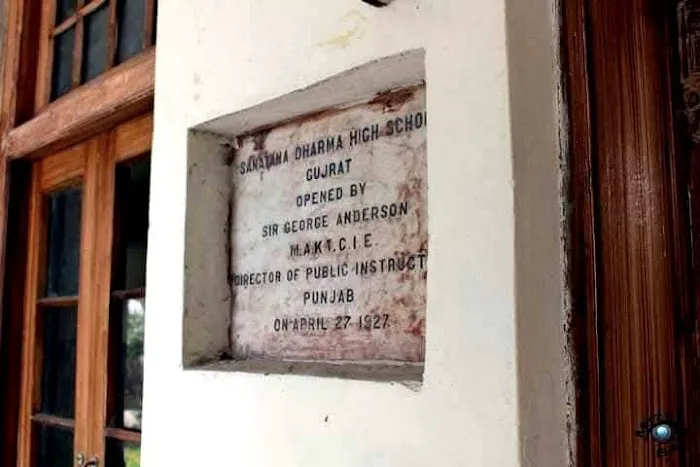 SANATANA DHARMA HIGH SCHOO
GUJRAT
OPENED BY
SIR GEORGE ANDERSON
M.A.KT.C.I.E.
DIRECTOR OF PUBLIC INSTRUCT
PUNJAB
ON APRIL 27 1927